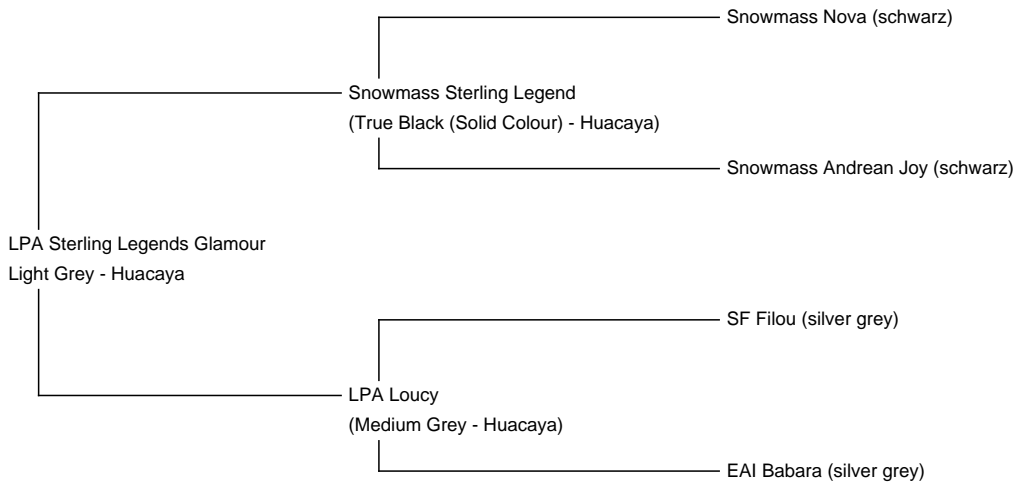 Snowmass Nova (schwarz)
Snowmass Sterling Legend
(True Black (Solid Colour) - Huacaya)
Snowmass Andrean Joy (schwarz)
LPA Sterling Legends Glamour
Light Grey - Huacaya
SF Filou (silver grey)
LPA Loucy
(Medium Grey - Huacaya)
EAI Babara (silver grey)